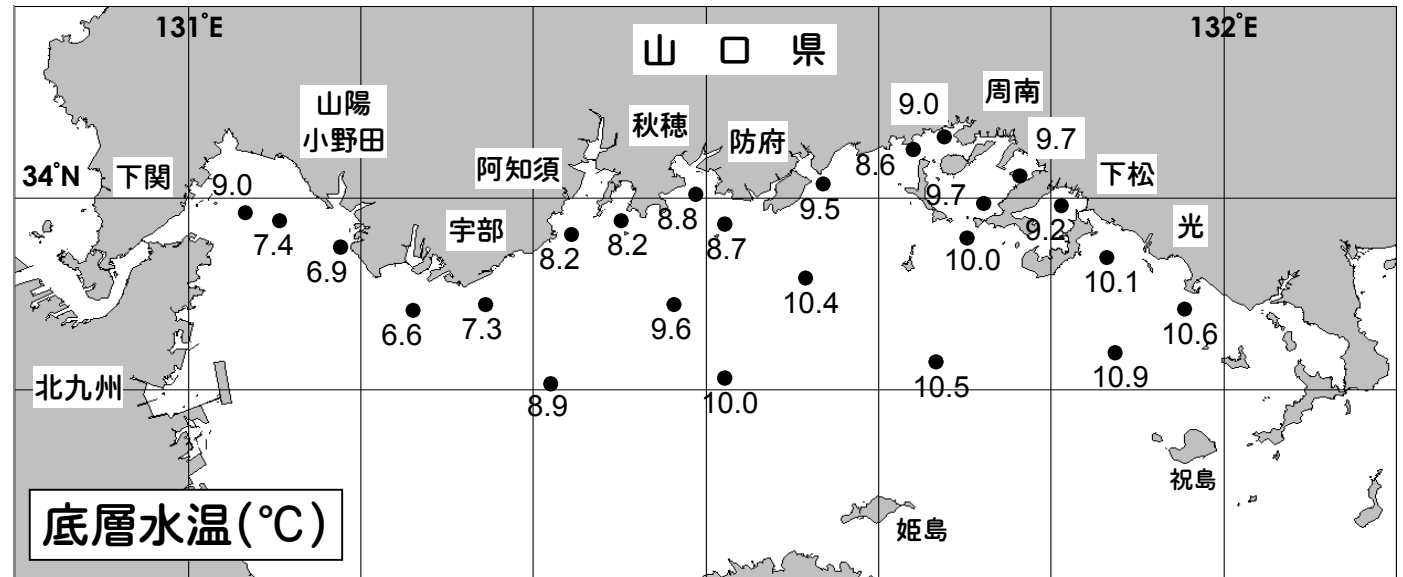 131°E
132°E
山口県
山陽
小野田
秋穂
防府
9.0
周南
9.7
阿知須
8.6
下松
34°N
下関
9.0
9.7
9.5
8.8
9.2
光
宇部
7.4
8.2
8.2
8.7
10.0
6.9
10.1
10.4
6.6
7.3
9.6
10.6
北九州
8.9
10.0
10.5
10.9
祝島
姫島
底層水温(℃)